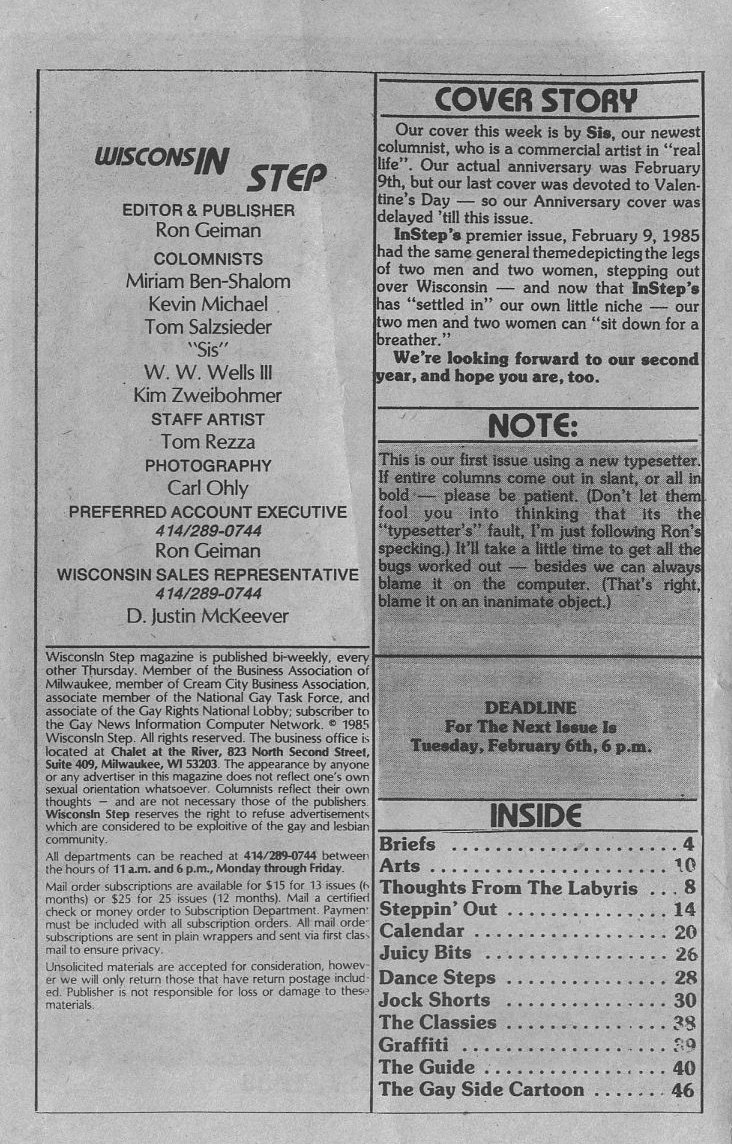 WISCONSIN
STEP
EDITOR & PUBLISHER
Ron Geiman
COLOMNISTS
Miriam Ben-Shalom
Kevin Michael
Tom Salzsieder
"Sis"
W. W. Wells III
Kim Zweibohmer
STAFF ARTIST
Tom Rezza
PHOTOGRAPHY
Carl Ohly
PREFERRED ACCOUNT EXECUTIVE
414/289-0744
Ron Geiman
WISCONSIN SALES REPRESENTATIVE
414/289-0744
D. Justin McKeever
WisconsIn Step magazine is published bi-weekly, every
other Thursday. Member of the Business Association of
Milwaukee, member of Cream City Business Association,
associate member of the National Gay Task Force, and
associate of the Gay Rights National Lobby; subscriber to
the Gay News Information Computer Network. © 1985
WisconsIn Step. All rights reserved. The business office is
located at Chalet at the River, 823 North Second Street,
Suite 409, Milwaukee, WI 53203. The appearance by anyone
or any advertiser in this magazine does not reflect one's own
sexual orientation whatsoever. Columnists reflect their own
thoughts — and are not necessary those of the publishers.
WisconsIn Step reserves the right to refuse advertisements
which are considered to be exploitive of the gay and lesbian
community.
All departments can be reached at 414/289-0744 between
the hours of 11 a.m. and 6 p.m., Monday through Friday.
Mail order subscriptions are available for $15 for 13 issues (6
months) or $25 for 25 issues (12 months). Mail a certified
check or money order to Subscription Department. Payment
must be included with all subscription orders. All mail orde
subscriptions are sent in plain wrappers and sent via first clas
mail to ensure privacy.
Unsolicited materials are accepted for consideration, howev-
er we will only return those that have return postage includ-
ed. Publisher is not responsible for loss or damage to these
materials.
COVER STORY
Our cover this week is by Sis, our newest
columnist, who is a commercial artist in "real
life". Our actual anniversary was February
9th, but our last cover was devoted to Valen-
tine's Day — so our Anniversary cover was
delayed 'till this issue.
InStep's premier issue, February 9, 1985
had the same general theme depicting the legs
of two men and two women, stepping out
over Wisconsin — and now that InStep's
has "settled in" our own little niche — our
two men and two women can "sit down for a
breather."
We're looking forward to our second
year, and hope you are, too.
NOTE:
This is our first issue using a new typesetter.
If entire columns come out in slant, or all in
bold — please be patient. (Don't let them
fool you into thinking that its the
"typesetter's" fault, I'm just following Ron's
specking.) It'll take a little time to get all the
bugs worked out — besides we can always
blame it on the computer. (That's right,
blame it on an inanimate object.)
DEADLINE
For The Next Issue Is
Tuesday, February 6th, 6 p.m.
INSIDE
Briefs . . . . . . . . . . . . . . . . . . . . . 4
Arts . . . . . . . . . . . . . . . . . . . . . . 10
Thoughts From The Labyris . . . 8
Steppin' Out . . . . . . . . . . . . . . 14
Calendar . . . . . . . . . . . . . . . . . 20
Juicy Bits . . . . . . . . . . . . . . . . . 26
Dance Steps . . . . . . . . . . . . . . 28
Jock Shorts . . . . . . . . . . . . . . . 30
The Classies . . . . . . . . . . . . . . 38
Graffiti . . . . . . . . . . . . . . . . . . 39
The Guide . . . . . . . . . . . . . . . . 40
The Gay Side Cartoon . . . . . . . 46